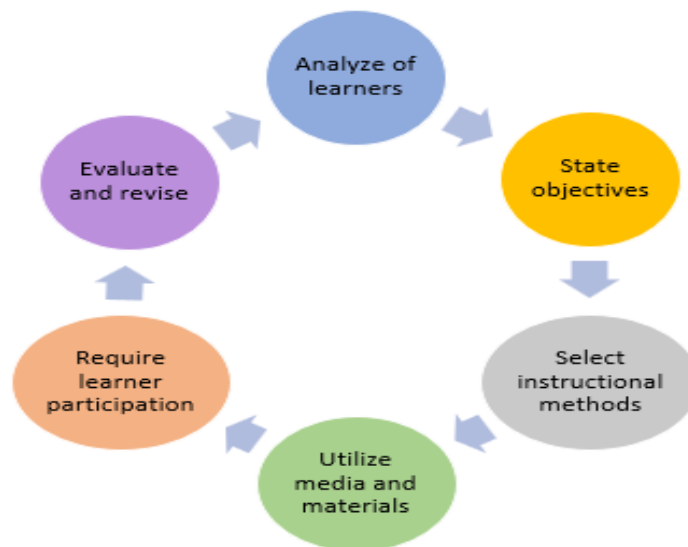 Analyze of
learners
State
objectives
Select
instructional
methods
Utilize
media and
materials
Require
learner
participation
Evaluate
and revise